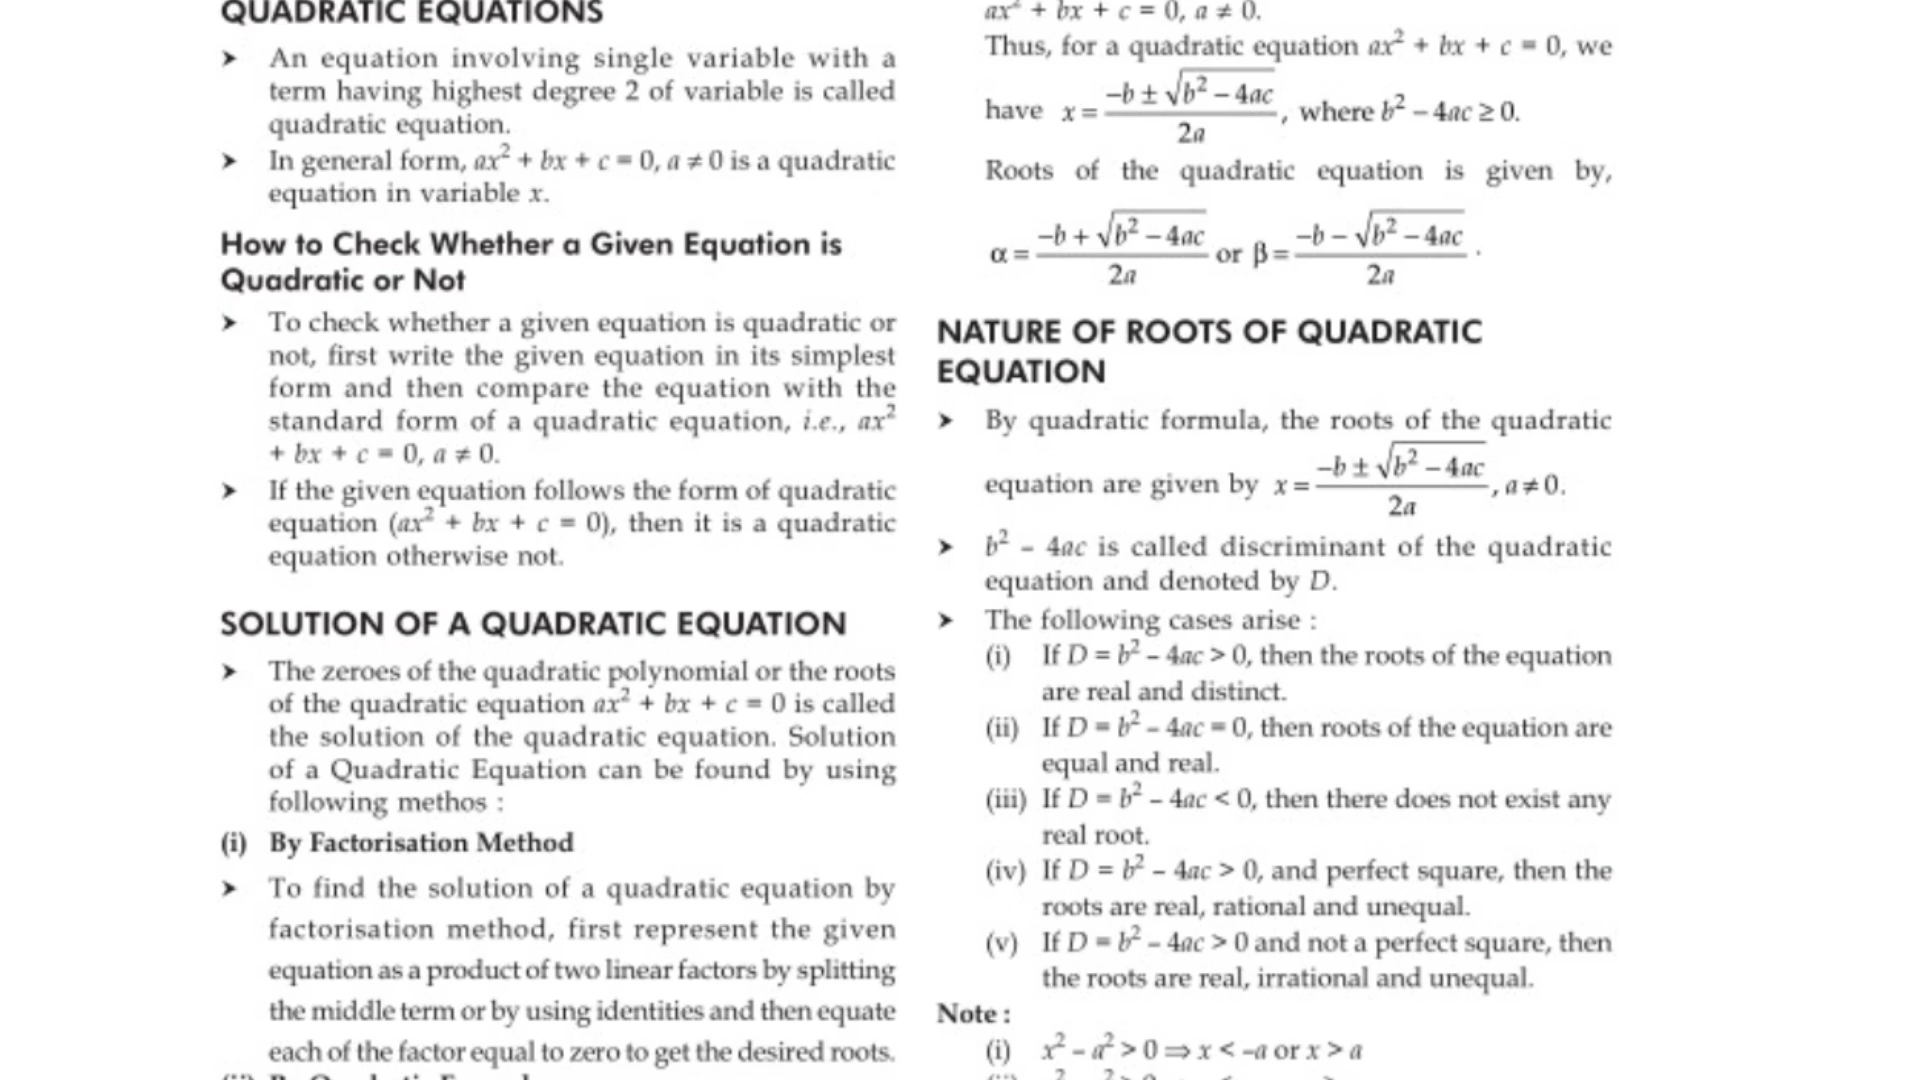 QUADRATIC EQUATIONS
➤ An equation involving single variable with a
term having highest degree 2 of variable is called
quadratic equation.
➤ In general form, ax² + bx + c = 0, a ≠ 0 is a quadratic
equation in variable x.
How to Check Whether a Given Equation is
Quadratic or Not
➤ To check whether a given equation is quadratic or
not, first write the given equation in its simplest
form and then compare the equation with the
standard form of a quadratic equation, i.e., ax²
+ bx + c = 0, a ≠ 0.
➤ If the given equation follows the form of quadratic
equation (ax² + bx + c = 0), then it is a quadratic
equation otherwise not.
SOLUTION OF A QUADRATIC EQUATION
➤ The zeroes of the quadratic polynomial or the roots
of the quadratic equation ax² + bx + c = 0 is called
the solution of the quadratic equation. Solution
of a Quadratic Equation can be found by using
following methos :
(i) By Factorisation Method
➤ To find the solution of a quadratic equation by
factorisation method, first represent the given
equation as a product of two linear factors by splitting
the middle term or by using identities and then equate
each of the factor equal to zero to get the desired roots.
ax² + bx + c = 0, a ≠ 0.
Thus, for a quadratic equation ax² + bx + c = 0, we
have x = (−b ± √(b² − 4ac)) / 2a, where b² − 4ac ≥ 0.
Roots of the quadratic equation is given by,
α = (−b + √(b² − 4ac)) / 2a or β = (−b − √(b² − 4ac)) / 2a .
NATURE OF ROOTS OF QUADRATIC
EQUATION
➤ By quadratic formula, the roots of the quadratic
equation are given by x = (−b ± √(b² − 4ac)) / 2a, a ≠ 0.
➤ b² – 4ac is called discriminant of the quadratic
equation and denoted by D.
➤ The following cases arise :
(i) If D = b² – 4ac > 0, then the roots of the equation
are real and distinct.
(ii) If D = b² – 4ac = 0, then roots of the equation are
equal and real.
(iii) If D = b² – 4ac < 0, then there does not exist any
real root.
(iv) If D = b² – 4ac > 0, and perfect square, then the
roots are real, rational and unequal.
(v) If D = b² – 4ac > 0 and not a perfect square, then
the roots are real, irrational and unequal.
Note :
(i) x² – a² > 0 ⇒ x < –a or x > a